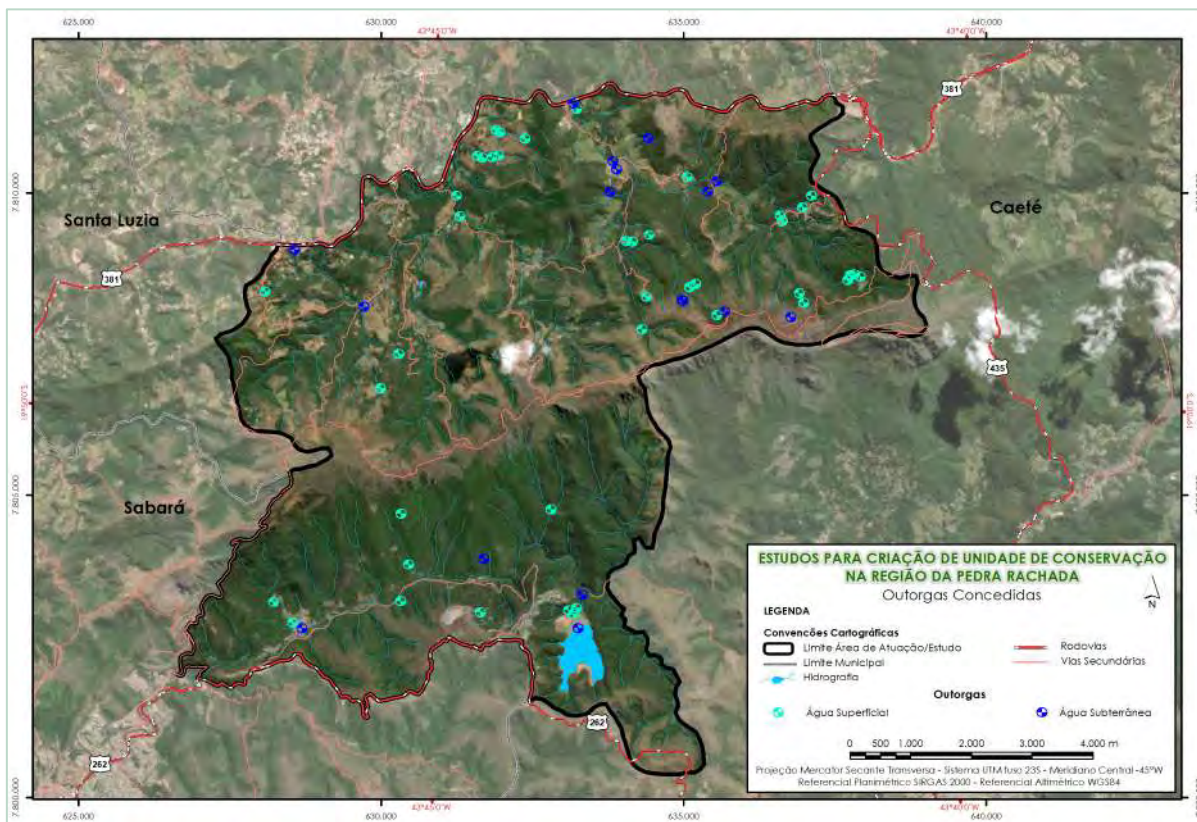 625.000
630.000
635.000
640.000
43°45'0"W
43°40'0"W
381
7.810.000
Santa Luzia
Caeté
381
435
Sabará
7.805.000
ESTUDOS PARA CRIAÇÃO DE UNIDADE DE CONSERVAÇÃO
NA REGIÃO DA PEDRA RACHADA
Outorgas Concedidas
N
LEGENDA
Convenções Cartográficas
Limite Área de Atuação/Estudo
Rodovias
Limite Municipal
Vias Secundárias
Hidrografia
Outorgas
Água Superficial
Água Subterrânea
262
262
0 500 1.000 2.000 3.000 4.000 m
Projeção Mercator Secante Transversa - Sistema UTM fuso 23S - Meridiano Central -45°W
Referencial Planimétrico SIRGAS 2000 - Referencial Altimétrico WGS84
7.800.000
625.000
630.000
635.000
640.000
43°45'0"W
43°40'0"W